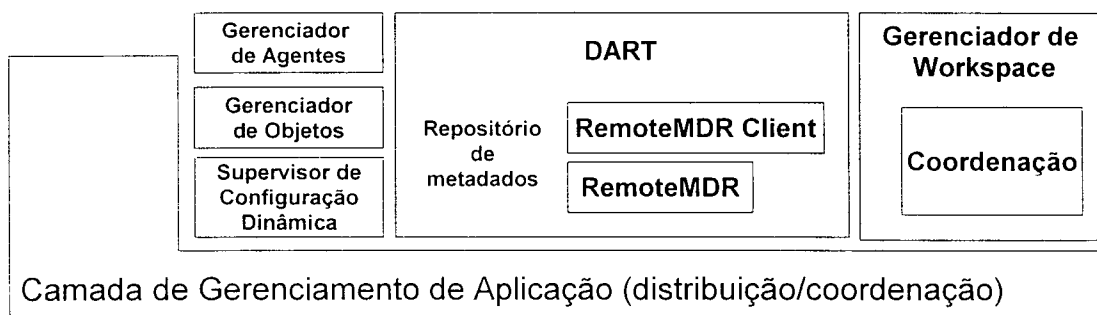 Gerenciador
de Agentes
Gerenciador
de Objetos
Supervisor de
Configuração
Dinâmica
DART
Repositório
de
metadados
RemoteMDR Client
RemoteMDR
Gerenciador de
Workspace
Coordenação
Camada de Gerenciamento de Aplicação (distribuição/coordenação)